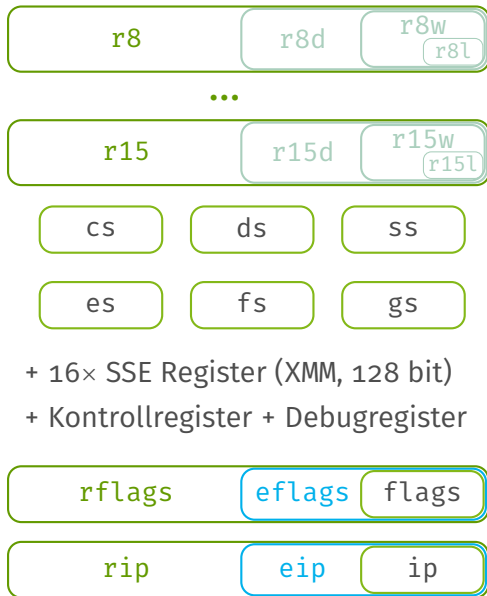 r8 r8d r8w
r8l
...
r15 r15d r15w
r15l
cs ds ss
es fs gs
+ 16× SSE Register (XMM, 128 bit)
+ Kontrollregister + Debugregister
rflags eflags flags
rip eip ip